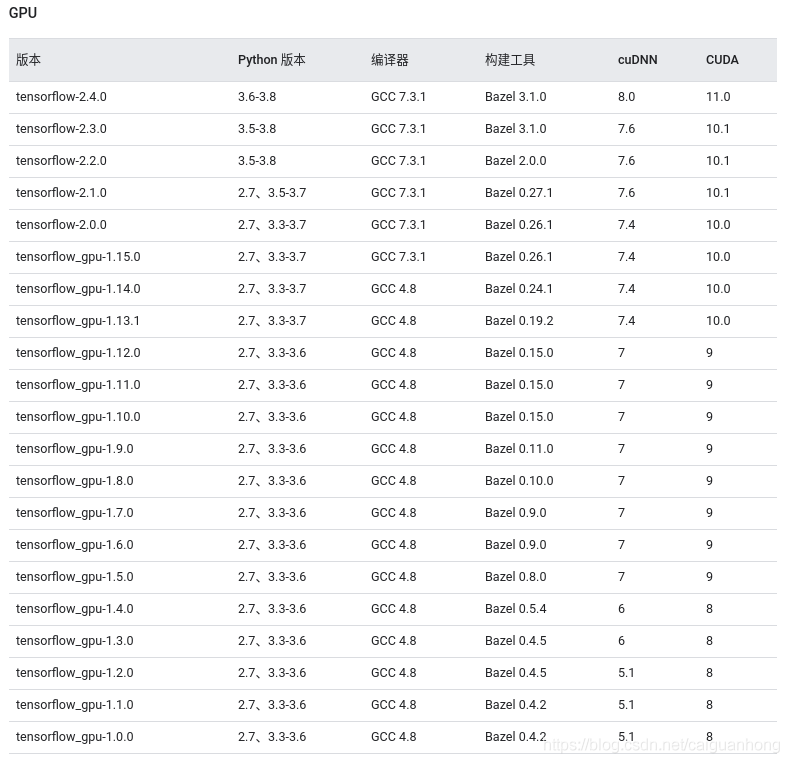 GPU
版本 Python 版本 编译器 构建工具 cuDNN CUDA
tensorflow-2.4.0 3.6-3.8 GCC 7.3.1 Bazel 3.1.0 8.0 11.0
tensorflow-2.3.0 3.5-3.8 GCC 7.3.1 Bazel 3.1.0 7.6 10.1
tensorflow-2.2.0 3.5-3.8 GCC 7.3.1 Bazel 2.0.0 7.6 10.1
tensorflow-2.1.0 2.7、3.5-3.7 GCC 7.3.1 Bazel 0.27.1 7.6 10.1
tensorflow-2.0.0 2.7、3.3-3.7 GCC 7.3.1 Bazel 0.26.1 7.4 10.0
tensorflow_gpu-1.15.0 2.7、3.3-3.7 GCC 7.3.1 Bazel 0.26.1 7.4 10.0
tensorflow_gpu-1.14.0 2.7、3.3-3.7 GCC 4.8 Bazel 0.24.1 7.4 10.0
tensorflow_gpu-1.13.1 2.7、3.3-3.7 GCC 4.8 Bazel 0.19.2 7.4 10.0
tensorflow_gpu-1.12.0 2.7、3.3-3.6 GCC 4.8 Bazel 0.15.0 7 9
tensorflow_gpu-1.11.0 2.7、3.3-3.6 GCC 4.8 Bazel 0.15.0 7 9
tensorflow_gpu-1.10.0 2.7、3.3-3.6 GCC 4.8 Bazel 0.15.0 7 9
tensorflow_gpu-1.9.0 2.7、3.3-3.6 GCC 4.8 Bazel 0.11.0 7 9
tensorflow_gpu-1.8.0 2.7、3.3-3.6 GCC 4.8 Bazel 0.10.0 7 9
tensorflow_gpu-1.7.0 2.7、3.3-3.6 GCC 4.8 Bazel 0.9.0 7 9
tensorflow_gpu-1.6.0 2.7、3.3-3.6 GCC 4.8 Bazel 0.9.0 7 9
tensorflow_gpu-1.5.0 2.7、3.3-3.6 GCC 4.8 Bazel 0.8.0 7 9
tensorflow_gpu-1.4.0 2.7、3.3-3.6 GCC 4.8 Bazel 0.5.4 6 8
tensorflow_gpu-1.3.0 2.7、3.3-3.6 GCC 4.8 Bazel 0.4.5 6 8
tensorflow_gpu-1.2.0 2.7、3.3-3.6 GCC 4.8 Bazel 0.4.5 5.1 8
tensorflow_gpu-1.1.0 2.7、3.3-3.6 GCC 4.8 Bazel 0.4.2 5.1 8
tensorflow_gpu-1.0.0 2.7、3.3-3.6 GCC 4.8 Bazel 0.4.2 5.1 8
https://blog.csdn.net/caiguanhong